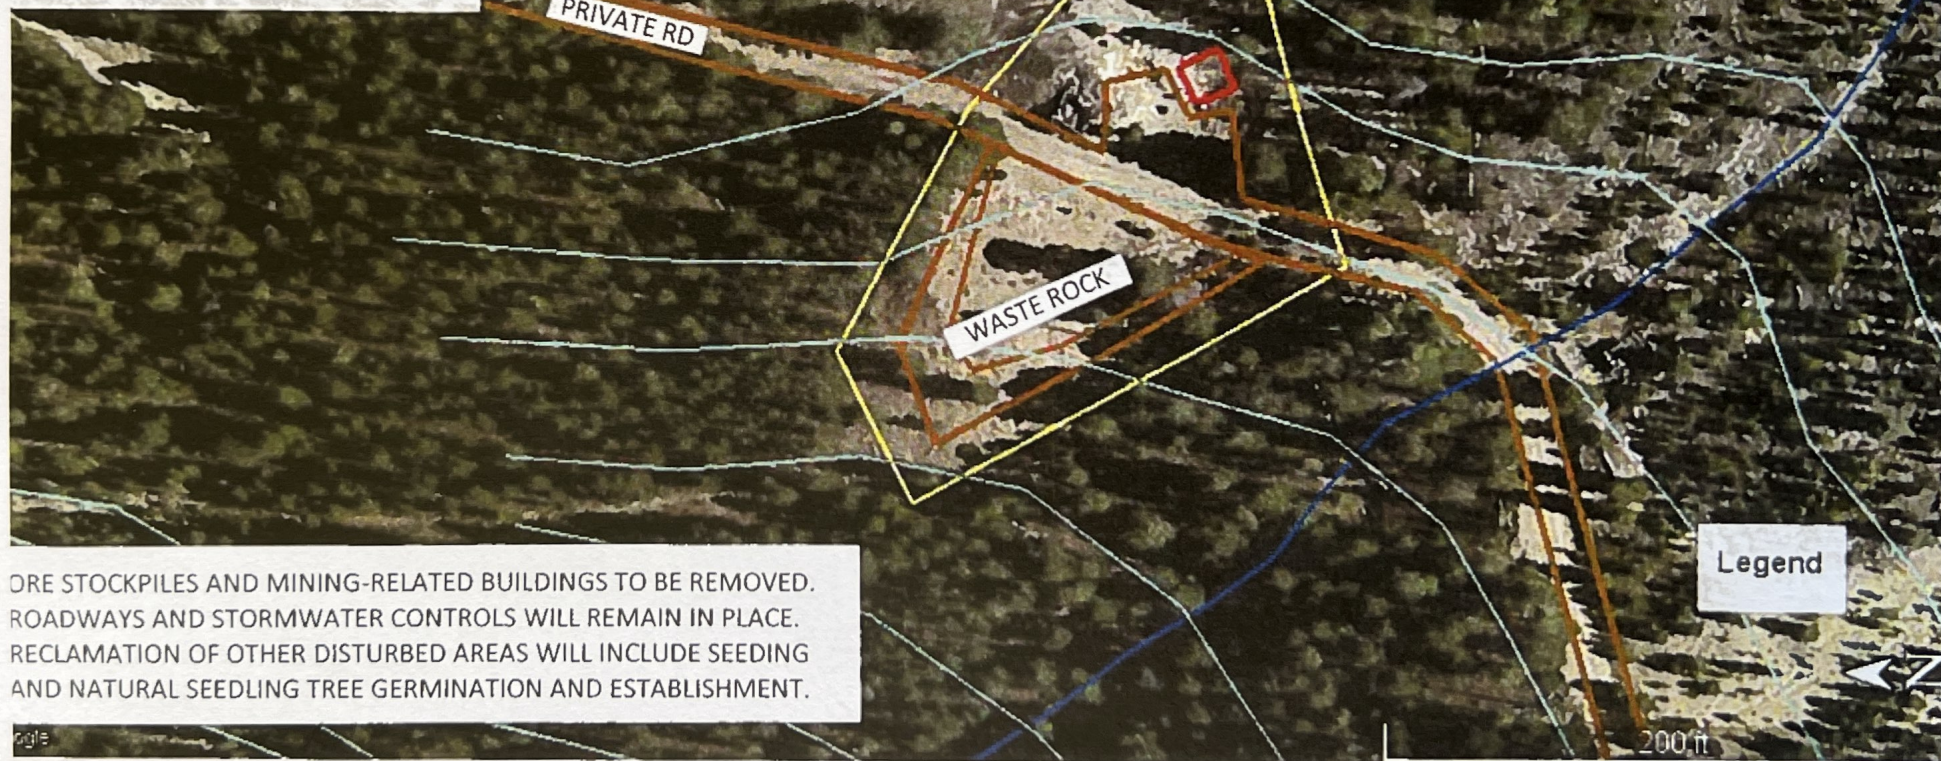 PRIVATE RD
WASTE ROCK
Legend
ORE STOCKPILES AND MINING-RELATED BUILDINGS TO BE REMOVED.
ROADWAYS AND STORMWATER CONTROLS WILL REMAIN IN PLACE.
RECLAMATION OF OTHER DISTURBED AREAS WILL INCLUDE SEEDING
AND NATURAL SEEDLING TREE GERMINATION AND ESTABLISHMENT.
ogle
200 ft